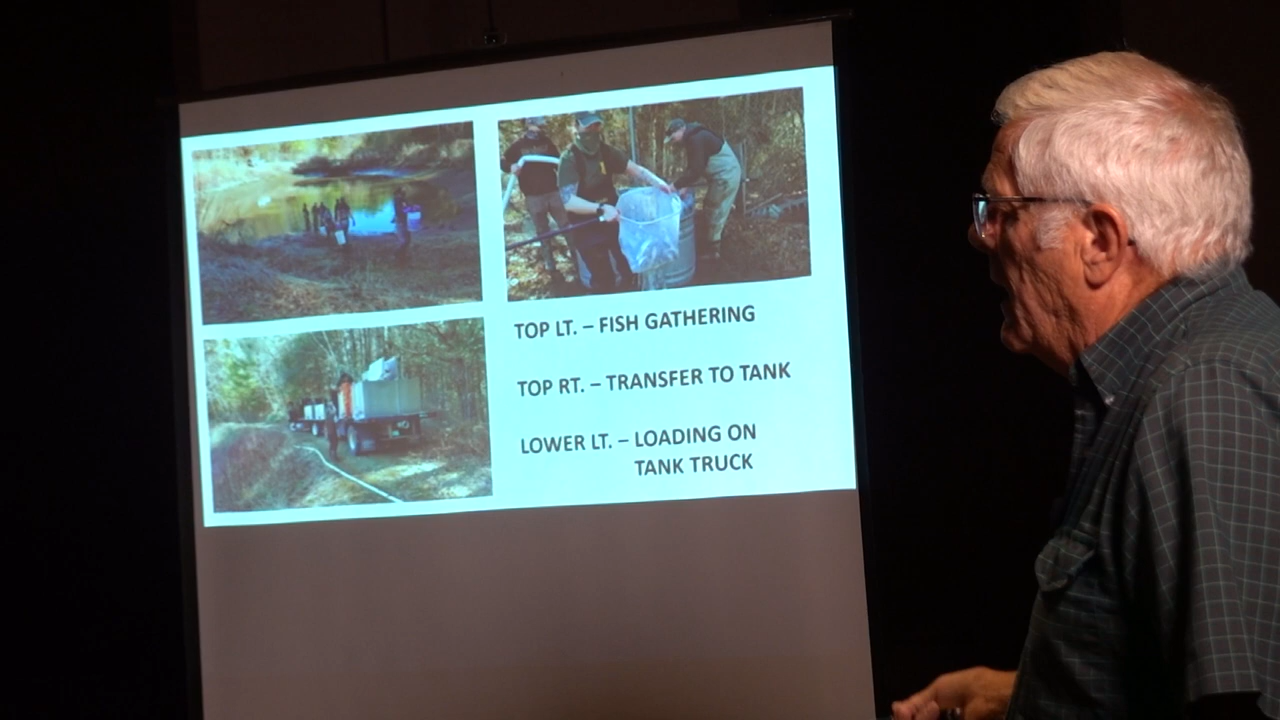 TOP LT. – FISH GATHERING
TOP RT. – TRANSFER TO TANK
LOWER LT. – LOADING ON
TANK TRUCK